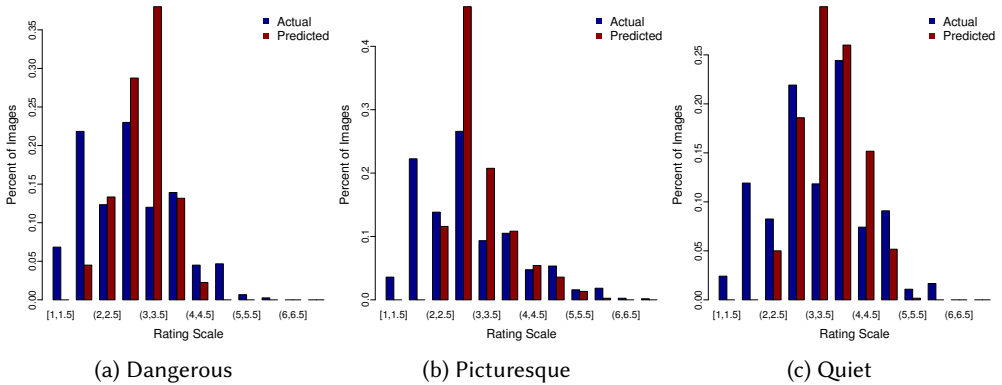 Percent of Images
0.35
0.30
0.25
0.20
0.15
0.10
0.05
0.00
Actual
Predicted
[1,1.5] (2,2.5] (3,3.5] (4,4.5] (5,5.5] (6,6.5]
Rating Scale
(a) Dangerous
Percent of Images
0.4
0.3
0.2
0.1
0.0
Actual
Predicted
[1,1.5] (2,2.5] (3,3.5] (4,4.5] (5,5.5] (6,6.5]
Rating Scale
(b) Picturesque
Percent of Images
0.25
0.20
0.15
0.10
0.05
0.00
Actual
Predicted
[1,1.5] (2,2.5] (3,3.5] (4,4.5] (5,5.5] (6,6.5]
Rating Scale
(c) Quiet